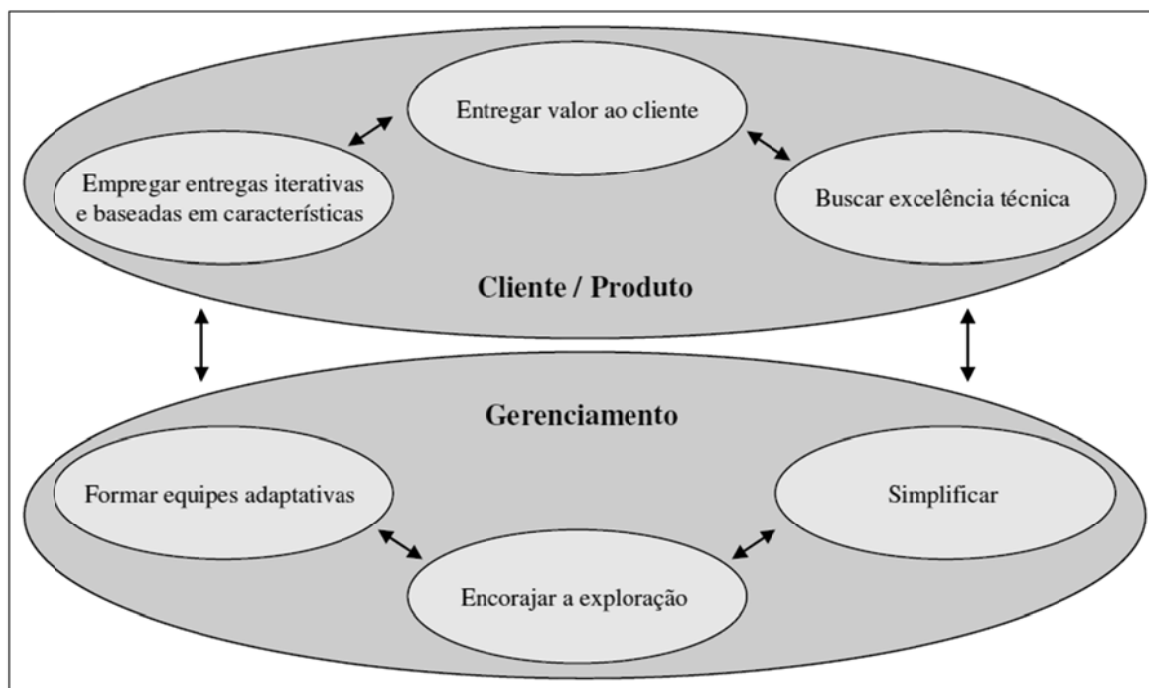 Entregar valor ao cliente
Empregar entregas iterativas
e baseadas em características
Buscar excelência técnica
Cliente / Produto
Gerenciamento
Formar equipes adaptativas
Simplificar
Encorajar a exploração